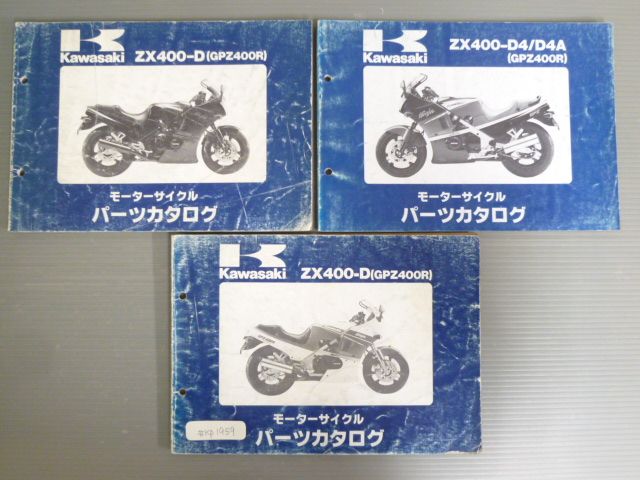 Kawasaki
ZX400-D(GPZ400R)
モーターサイクル
パーツカタログ
Kawasaki
ZX400-D4/D4A
(GPZ400R)
Ninja
モーターサイクル
パーツカタログ
Kawasaki
ZX400-D(GPZ400R)
モーターサイクル
パーツカタログ